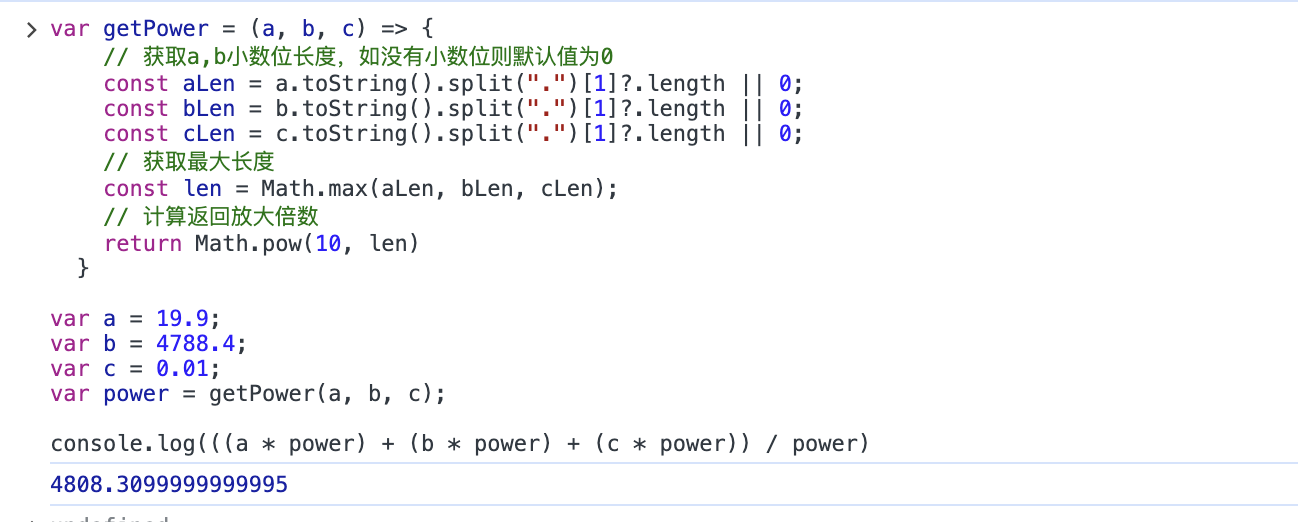 var getPower = (a, b, c) => {
    // 获取a,b小数位长度，如没有小数位则默认值为0
    const aLen = a.toString().split(".")[1]?.length || 0;
    const bLen = b.toString().split(".")[1]?.length || 0;
    const cLen = c.toString().split(".")[1]?.length || 0;
    // 获取最大长度
    const len = Math.max(aLen, bLen, cLen);
    // 计算返回放大倍数
    return Math.pow(10, len)
  }
var a = 19.9;
var b = 4788.4;
var c = 0.01;
var power = getPower(a, b, c);
console.log(((a * power) + (b * power) + (c * power)) / power)
4808.3099999999995
undefined